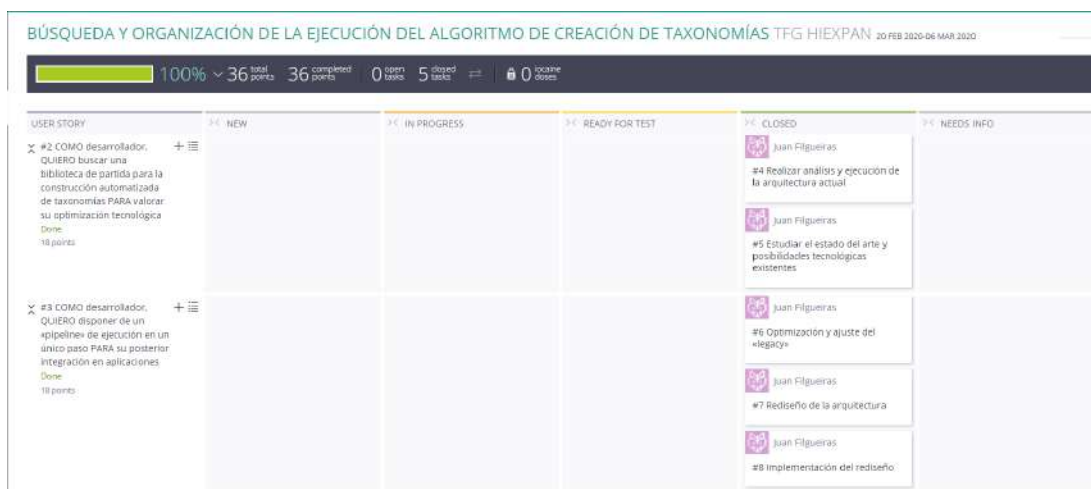 BÚSQUEDA Y ORGANIZACIÓN DE LA EJECUCIÓN DEL ALGORITMO DE CREACIÓN DE TAXONOMÍAS TFG HIEXPAN 20 FEB 2020-06 MAR 2020
100% 36 total points 36 completed points 0 open tasks 5 closed tasks 0 iocaine doses
USER STORY NEW IN PROGRESS READY FOR TEST CLOSED NEEDS INFO
#2 COMO desarrollador,
QUIERO buscar una
biblioteca de partida para la
construcción automatizada
de taxonomías PARA valorar
su optimización tecnológica
Done
18 points
Juan Filgueiras
#4 Realizar análisis y ejecución de
la arquitectura actual
Juan Filgueiras
#5 Estudiar el estado del arte y
posibilidades tecnológicas
existentes
#3 COMO desarrollador,
QUIERO disponer de un
«pipeline» de ejecución en un
único paso PARA su posterior
integración en aplicaciones
Done
18 points
Juan Filgueiras
#6 Optimización y ajuste del
«legacy»
Juan Filgueiras
#7 Rediseño de la arquitectura
Juan Filgueiras
#8 Implementación del rediseño